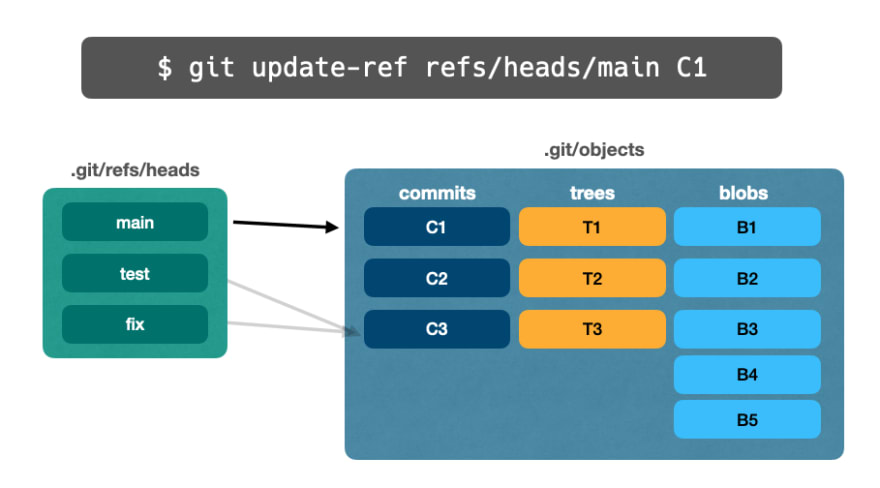 $ git update-ref refs/heads/main C1
.git/refs/heads
main
test
fix
.git/objects
commits trees blobs
C1 T1 B1
C2 T2 B2
C3 T3 B3
B4
B5